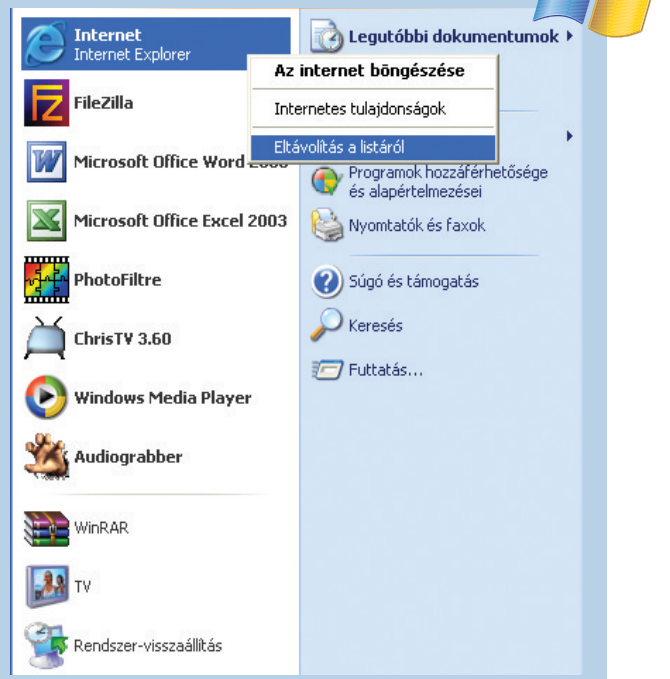 Internet
Internet Explorer
FileZilla
Microsoft Office Word
Microsoft Office Excel 2003
PhotoFiltre
ChrisTV 3.60
Windows Media Player
Audiograbber
WinRAR
TV
Rendszer-visszaállítás
Az internet böngészése
Internetes tulajdonságok
Eltávolítás a listáról
Legutóbbi dokumentumok
Programok hozzáférhetősége
és alapértelmezései
Nyomtatók és faxok
Súgó és támogatás
Keresés
Futtatás...